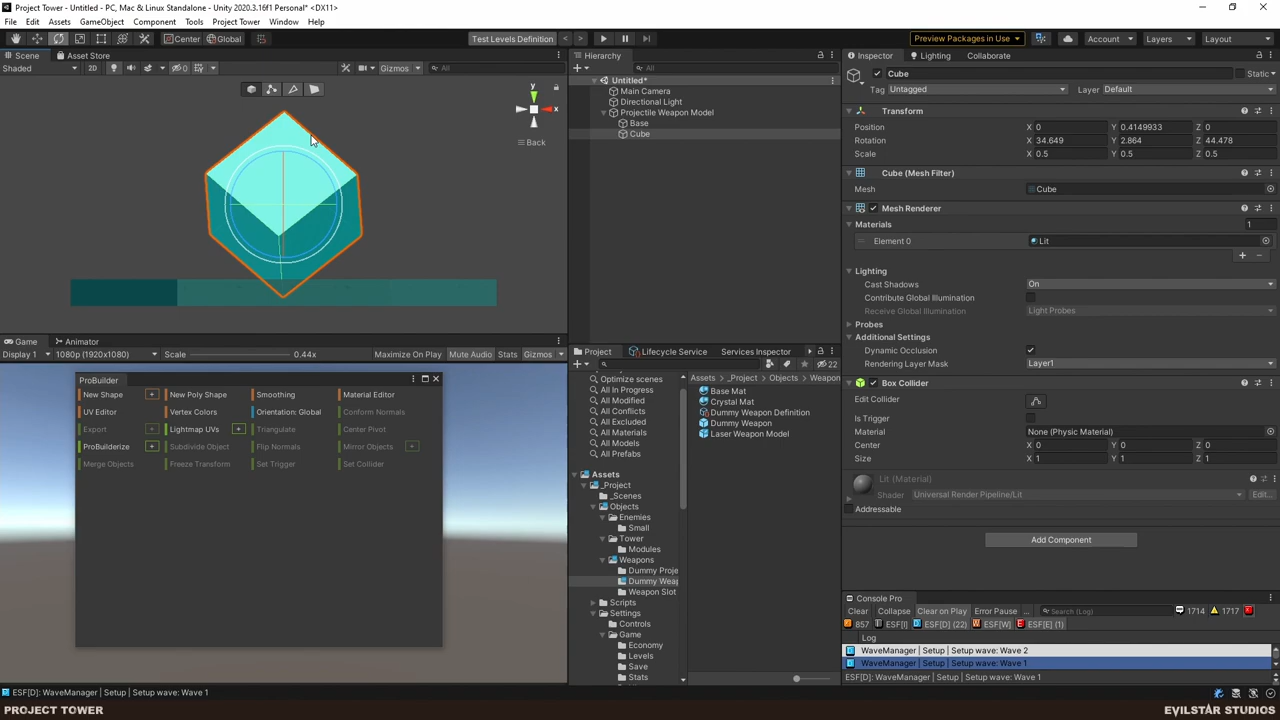 Project Tower - Untitled - PC, Mac & Linux Standalone - Unity 2020.3.16f1 Personal* <DX11>
File Edit Assets GameObject Component Tools Project Tower Window Help
Center Global Test Levels Definition Preview Packages in Use Account Layers Layout
Scene Asset Store
Shaded 2D 0 Gizmos All
y
x
Back
Hierarchy
All
Untitled*
Main Camera
Directional Light
Projectile Weapon Model
Base
Cube
Inspector Lighting Collaborate
Cube Static
Tag Untagged Layer Default
Transform
Position X 0 Y 0.4149933 Z 0
Rotation X 34.649 Y 2.864 Z 44.478
Scale X 0.5 Y 0.5 Z 0.5
Cube (Mesh Filter)
Mesh Cube
Mesh Renderer
Materials 1
Element 0 Lit
Lighting
Cast Shadows On
Contribute Global Illumination
Receive Global Illumination Light Probes
Probes
Additional Settings
Dynamic Occlusion
Rendering Layer Mask Layer1
Box Collider
Edit Collider
Is Trigger
Material None (Physic Material)
Center X 0 Y 0 Z 0
Size X 1 Y 1 Z 1
Lit (Material)
Shader Universal Render Pipeline/Lit Edit...
Addressable
Add Component
Game Animator
Display 1 1080p (1920x1080) Scale 0.44x Maximize On Play Mute Audio Stats Gizmos
ProBuilder
New Shape New Poly Shape Smoothing Material Editor
UV Editor Vertex Colors Orientation: Global Conform Normals
Export Lightmap UVs Triangulate Center Pivot
ProBuilderize Subdivide Object Flip Normals Mirror Objects
Merge Objects Freeze Transform Set Trigger Set Collider
Project Lifecycle Service Services Inspector
22
Optimize scenes
All In Progress
All Modified
All Conflicts
All Excluded
All Materials
All Models
All Prefabs
Assets
_Project
_Scenes
Objects
Enemies
Small
Tower
Modules
Weapons
Dummy Proje
Dummy Weap
Weapon Slot
Scripts
Settings
Controls
Game
Economy
Levels
Save
Stats
Assets _Project Objects Weapon
Base Mat
Crystal Mat
Dummy Weapon Definition
Dummy Weapon
Laser Weapon Model
Console Pro
Clear Collapse Clear on Play Error Pause ... Search (Log) 1714 1717
857 ESF[I] ESF[D] (22) ESF[W] ESF[E] (1)
Log
WaveManager | Setup | Setup wave: Wave 2
WaveManager | Setup | Setup wave: Wave 1
ESF[D]: WaveManager | Setup | Setup wave: Wave 1
ESF[D]: WaveManager | Setup | Setup wave: Wave 1
PROJECT TOWER EVILSTAR STUDIOS